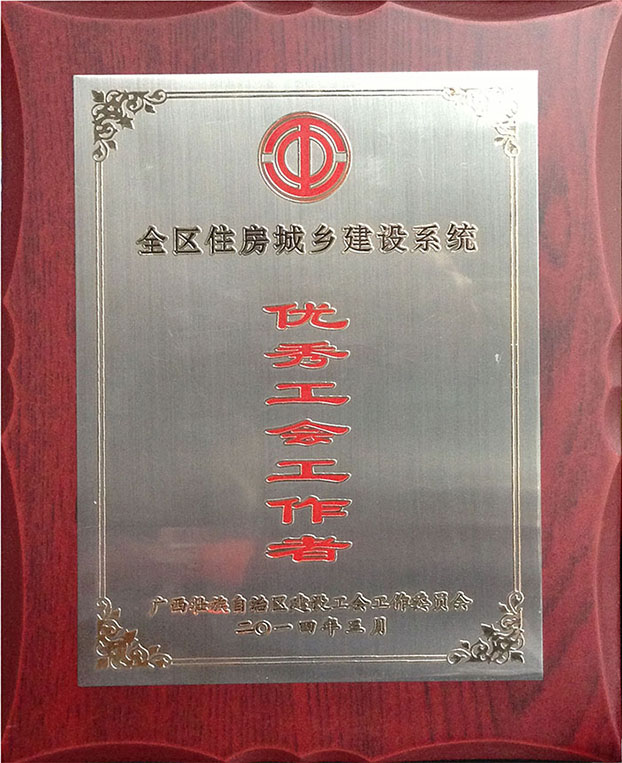 全区住房城乡建设系统
优秀工会工作者
广西壮族自治区建设工会工作委员会
二〇一四年三月